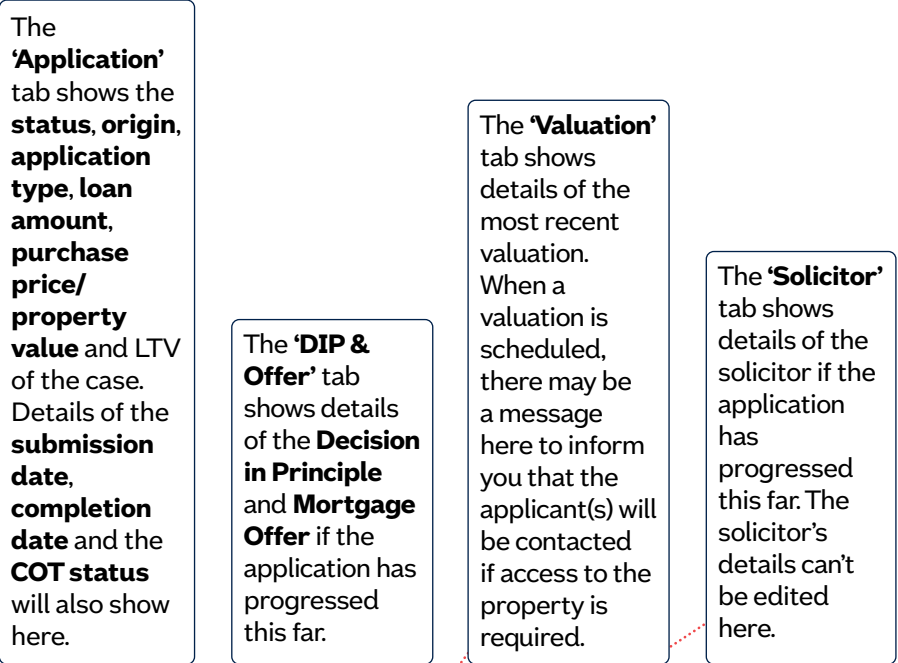 The
‘Application’
tab shows the
status, origin,
application
type, loan
amount,
purchase
price/
property
value and LTV
of the case.
Details of the
submission
date,
completion
date and the
COT status
will also show
here.
The ‘DIP &
Offer’ tab
shows details
of the Decision
in Principle
and Mortgage
Offer if the
application has
progressed
this far.
The ‘Valuation’
tab shows
details of the
most recent
valuation.
When a
valuation is
scheduled,
there may be
a message
here to inform
you that the
applicant(s) will
be contacted
if access to the
property is
required.
The ‘Solicitor’
tab shows
details of the
solicitor if the
application
has
progressed
this far. The
solicitor’s
details can’t
be edited
here.